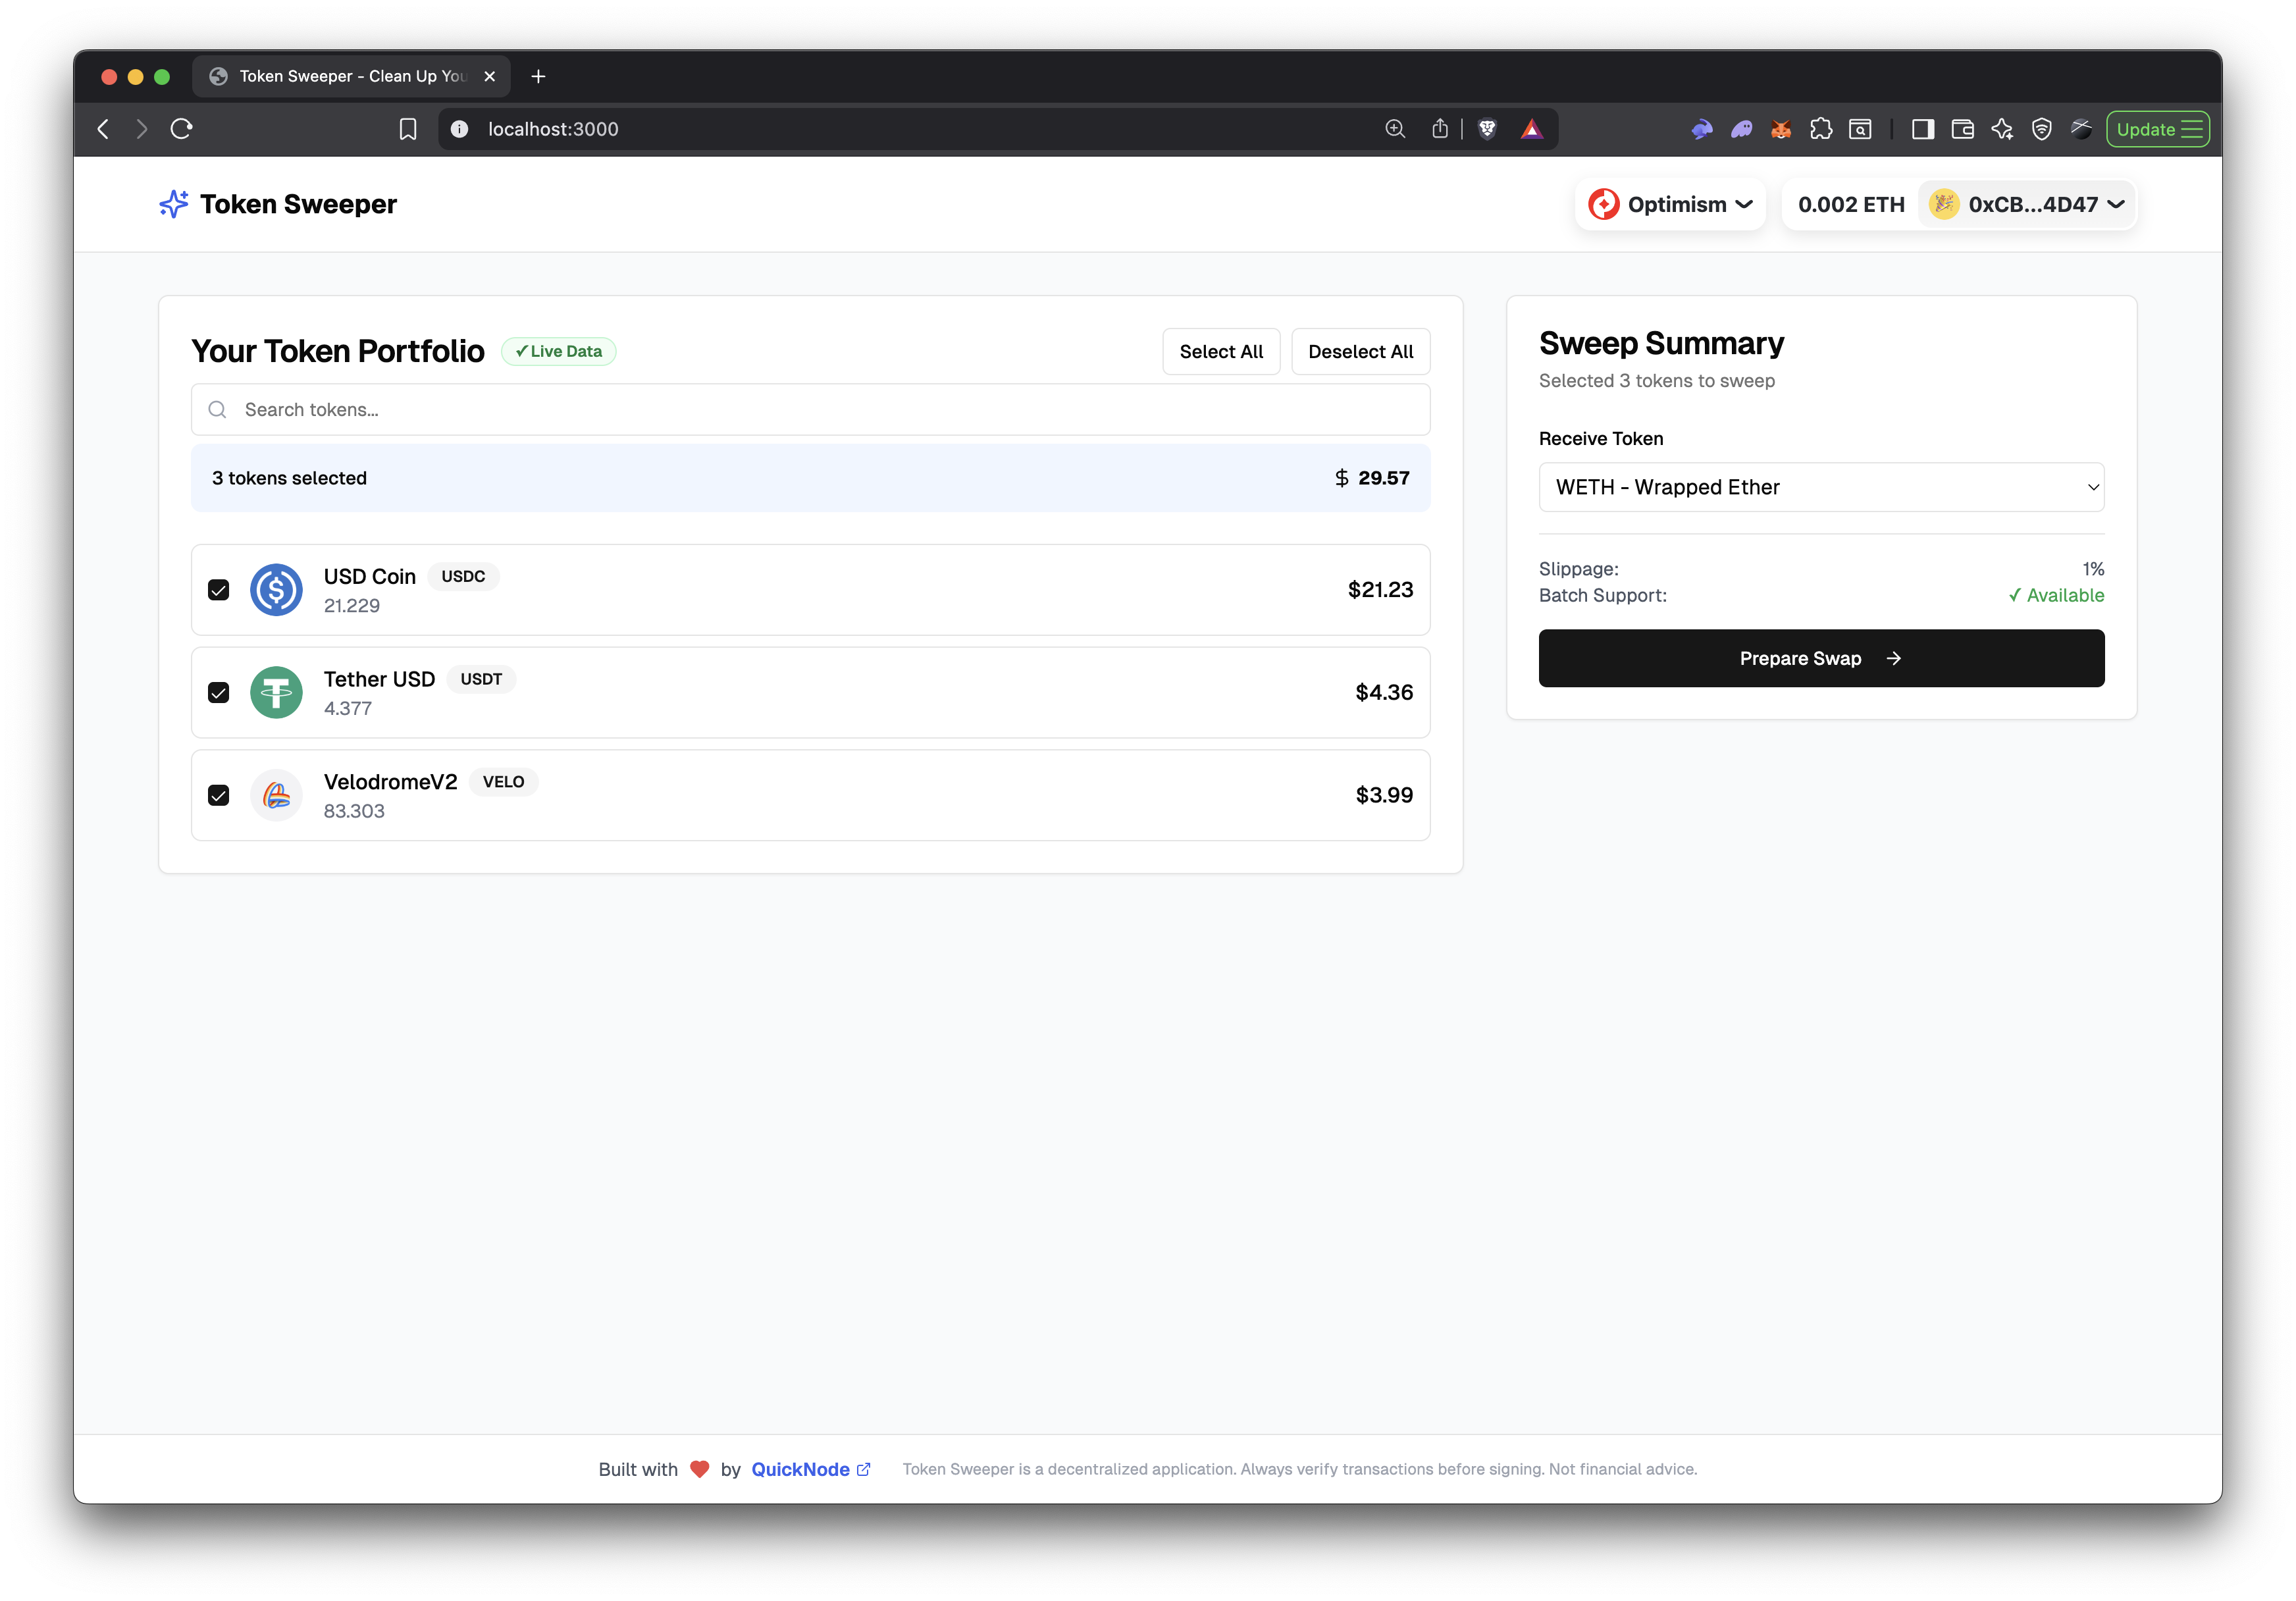 Token Sweeper - Clean Up You
localhost:3000
Update
Token Sweeper
Optimism
0.002 ETH
0xCB...4D47
Your Token Portfolio
✓ Live Data
Select All
Deselect All
Search tokens...
3 tokens selected
$ 29.57
USD Coin USDC
21.229
$21.23
Tether USD USDT
4.377
$4.36
VelodromeV2 VELO
83.303
$3.99
Sweep Summary
Selected 3 tokens to sweep
Receive Token
WETH - Wrapped Ether
Slippage: 1%
Batch Support: ✓ Available
Prepare Swap →
Built with ❤ by QuickNode
Token Sweeper is a decentralized application. Always verify transactions before signing. Not financial advice.